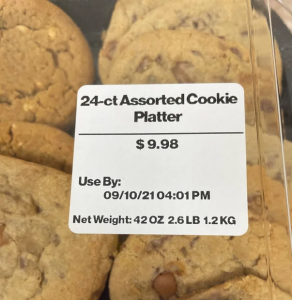 24-ct Assorted Cookie
Platter
$ 9.98
Use By:
09/10/21 04:01 PM
Net Weight: 42 OZ 2.6 LB 1.2 KG